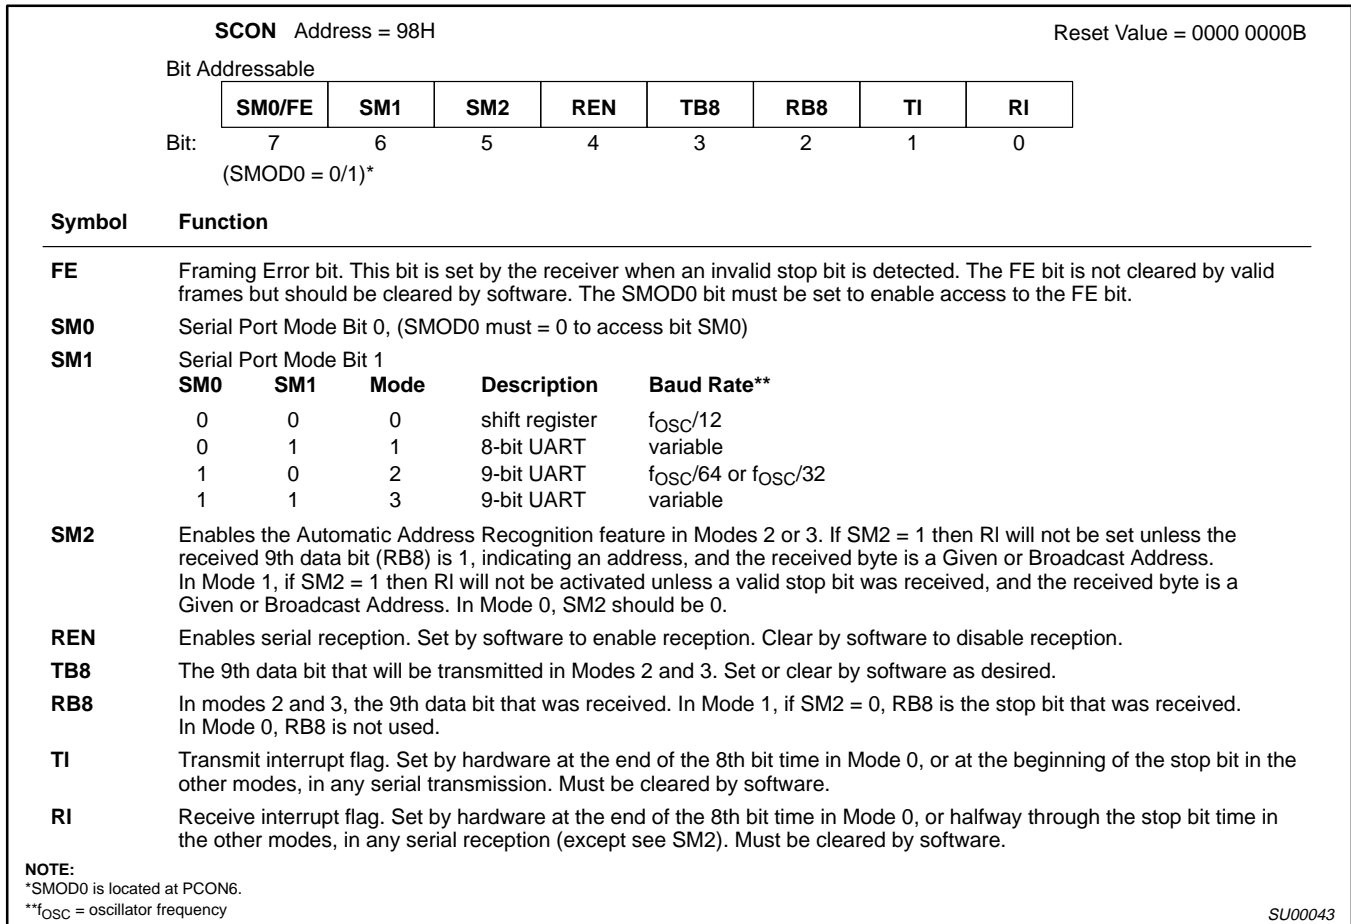 SCON Address = 98H Reset Value = 0000 0000B
Bit Addressable
SM0/FE SM1 SM2 REN TB8 RB8 TI RI
Bit: 7 6 5 4 3 2 1 0
(SMOD0 = 0/1)*
Symbol Function
FE Framing Error bit. This bit is set by the receiver when an invalid stop bit is detected. The FE bit is not cleared by valid
frames but should be cleared by software. The SMOD0 bit must be set to enable access to the FE bit.
SM0 Serial Port Mode Bit 0, (SMOD0 must = 0 to access bit SM0)
SM1 Serial Port Mode Bit 1
SM0 SM1 Mode Description Baud Rate**
0 0 0 shift register fOSC/12
0 1 1 8-bit UART variable
1 0 2 9-bit UART fOSC/64 or fOSC/32
1 1 3 9-bit UART variable
SM2 Enables the Automatic Address Recognition feature in Modes 2 or 3. If SM2 = 1 then RI will not be set unless the
received 9th data bit (RB8) is 1, indicating an address, and the received byte is a Given or Broadcast Address.
In Mode 1, if SM2 = 1 then RI will not be activated unless a valid stop bit was received, and the received byte is a
Given or Broadcast Address. In Mode 0, SM2 should be 0.
REN Enables serial reception. Set by software to enable reception. Clear by software to disable reception.
TB8 The 9th data bit that will be transmitted in Modes 2 and 3. Set or clear by software as desired.
RB8 In modes 2 and 3, the 9th data bit that was received. In Mode 1, if SM2 = 0, RB8 is the stop bit that was received.
In Mode 0, RB8 is not used.
TI Transmit interrupt flag. Set by hardware at the end of the 8th bit time in Mode 0, or at the beginning of the stop bit in the
other modes, in any serial transmission. Must be cleared by software.
RI Receive interrupt flag. Set by hardware at the end of the 8th bit time in Mode 0, or halfway through the stop bit time in
the other modes, in any serial reception (except see SM2). Must be cleared by software.
NOTE:
*SMOD0 is located at PCON6.
**fOSC = oscillator frequency SU00043